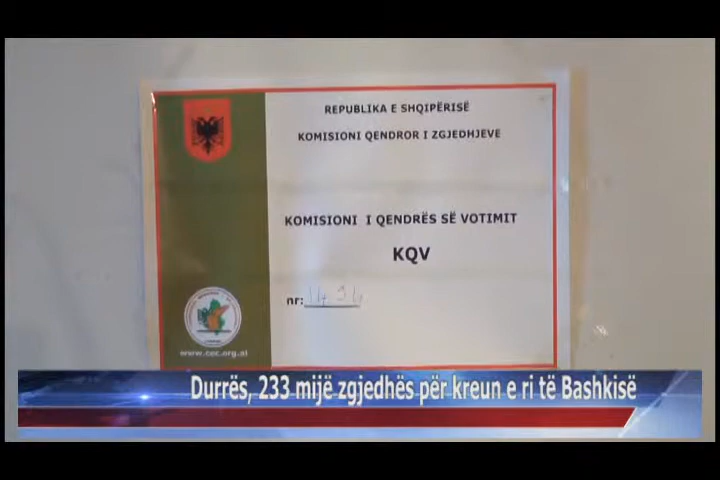 REPUBLIKA E SHQIPËRISË
KOMISIONI QENDROR I ZGJEDHJEVE
KOMISIONI I QENDRËS SË VOTIMIT
KQV
nr: 1494
www.cec.org.al
Durrës, 233 mijë zgjedhës për kreun e ri të Bashkisë